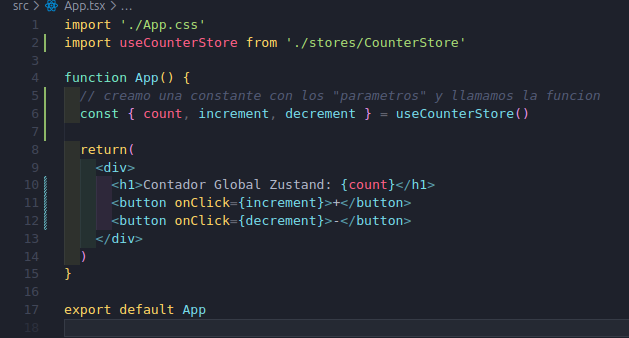 src > App.tsx > ...
1 import './App.css'
2 import useCounterStore from './stores/CounterStore'
3
4 function App() {
5 // creamo una constante con los "parametros" y llamamos la funcion
6 const { count, increment, decrement } = useCounterStore()
7
8 return(
9 <div>
10 <h1>Contador Global Zustand: {count}</h1>
11 <button onClick={increment}>+</button>
12 <button onClick={decrement}>-</button>
13 </div>
14 )
15 }
16
17 export default App
18